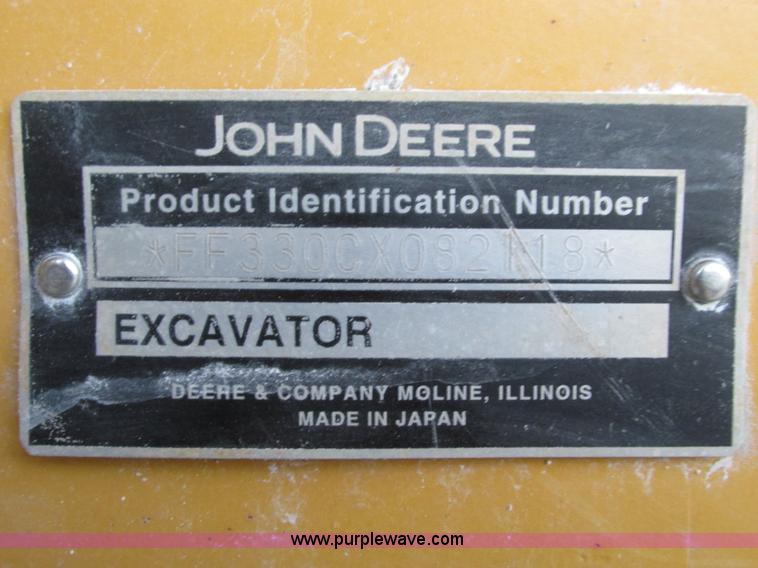 JOHN DEERE
Product Identification Number
*FF330CX082118*
EXCAVATOR
DEERE & COMPANY MOLINE, ILLINOIS
MADE IN JAPAN
www.purplewave.com